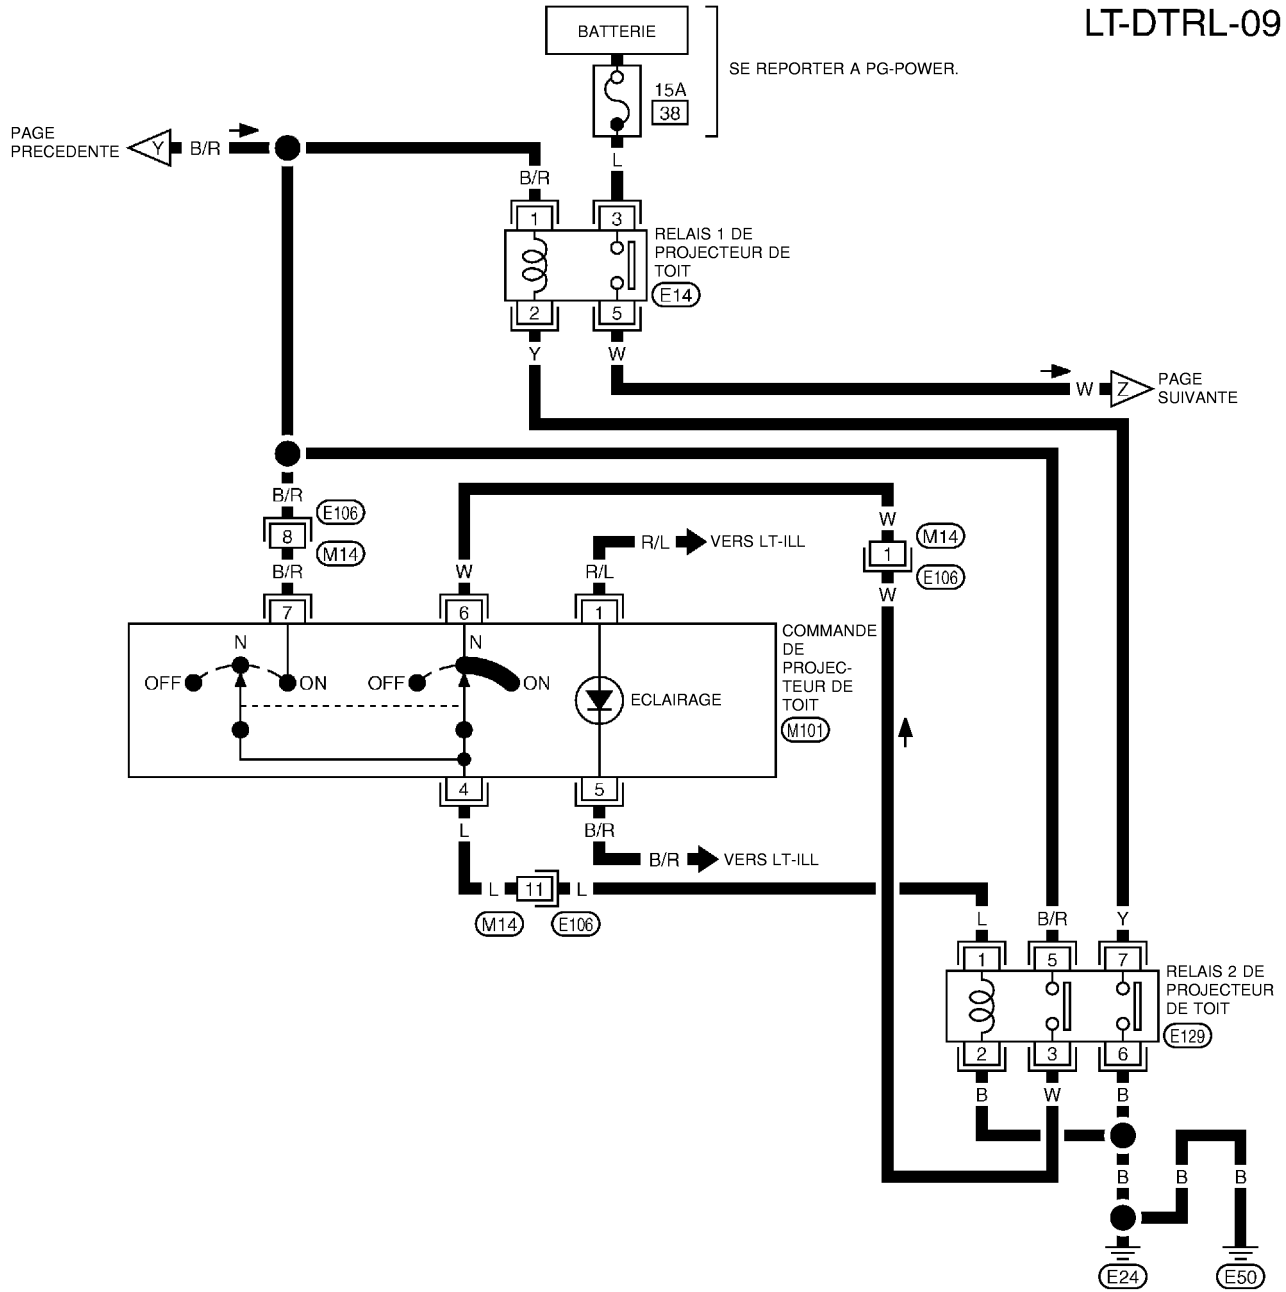 LT-DTRL-09
BATTERIE
SE REPORTER A PG-POWER.
15A
38
PAGE
PRECEDENTE
Y
B/R
L
B/R
1
3
RELAIS 1 DE
PROJECTEUR DE
TOIT
E14
2
5
Y
W
W
Z
PAGE
SUIVANTE
B/R
E106
8
M14
B/R
W
M14
1
E106
W
R/L
VERS LT-ILL
W
R/L
7
6
1
COMMANDE
DE
PROJEC-
TEUR DE
TOIT
M101
N
OFF
ON
N
OFF
ON
ECLAIRAGE
4
5
L
B/R
B/R
VERS LT-ILL
L
11
L
M14
E106
L
B/R
Y
1
5
7
RELAIS 2 DE
PROJECTEUR
DE TOIT
E129
2
3
6
B
W
B
B
B
B
E24
E50